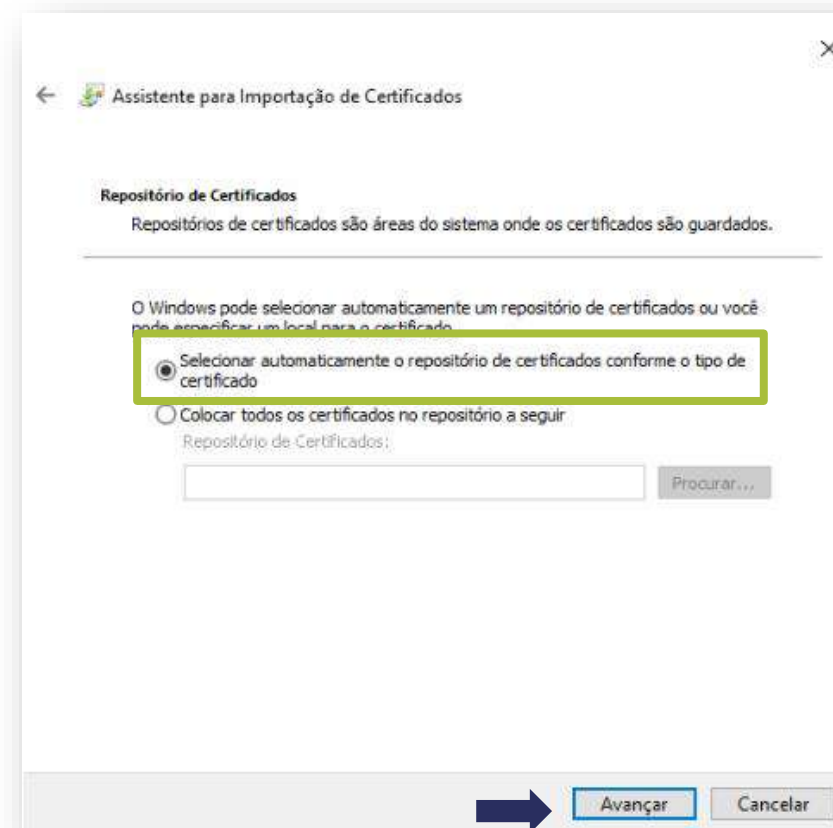 Assistente para Importação de Certificados
Repositório de Certificados
Repositórios de certificados são áreas do sistema onde os certificados são guardados.
O Windows pode selecionar automaticamente um repositório de certificados ou você
pode especificar um local para o certificado.
Selecionar automaticamente o repositório de certificados conforme o tipo de
certificado
Colocar todos os certificados no repositório a seguir
Repositório de Certificados:
Procurar...
Avançar Cancelar